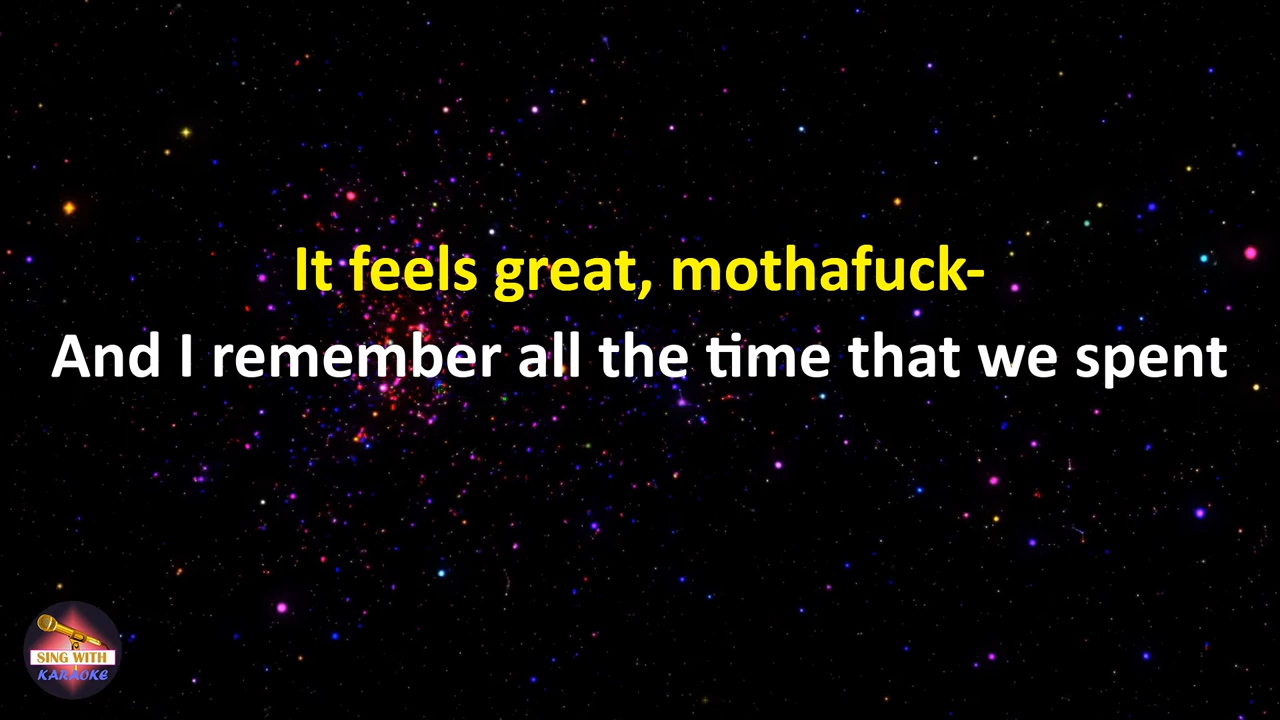 It feels great, mothafuck-
And I remember all the time that we spent
SING WITH
KARAOKE